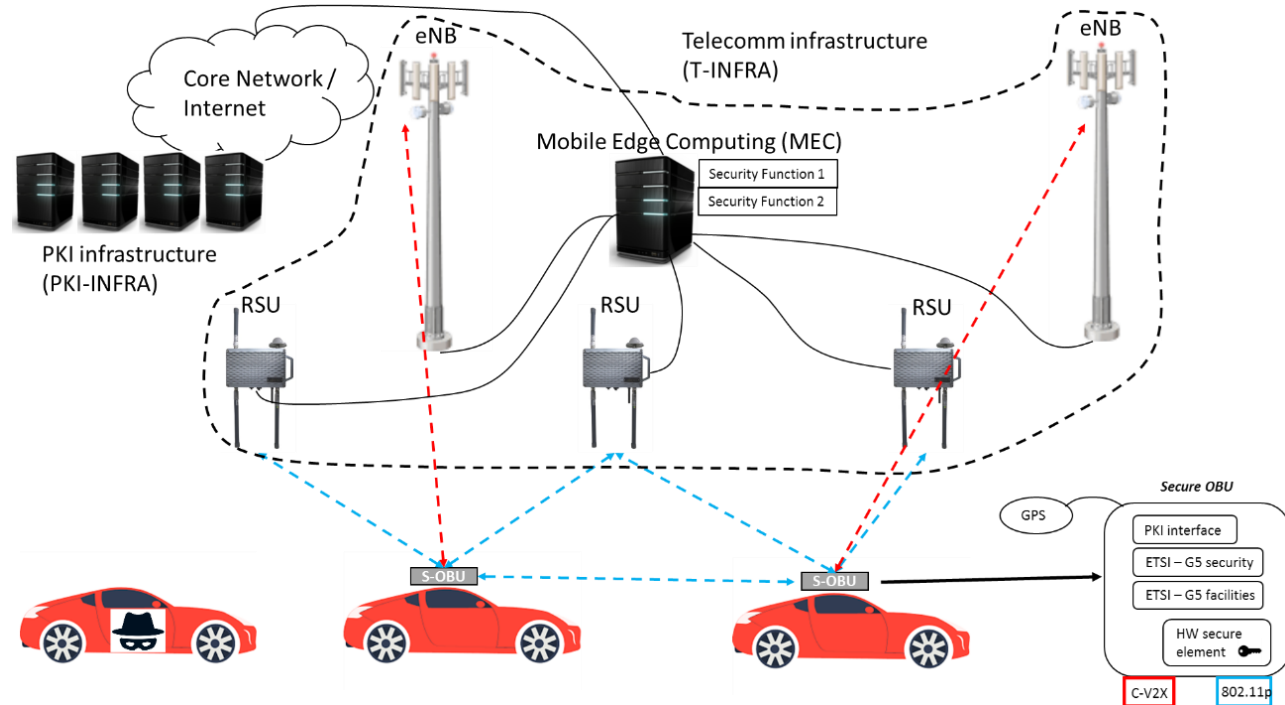 eNB
eNB
Telecomm infrastructure
(T-INFRA)
Core Network /
Internet
Mobile Edge Computing (MEC)
Security Function 1
Security Function 2
PKI infrastructure
(PKI-INFRA)
RSU
RSU
RSU
Secure OBU
GPS
PKI interface
ETSI – G5 security
ETSI – G5 facilities
HW secure
element
S-OBU
S-OBU
C-V2X
802.11p